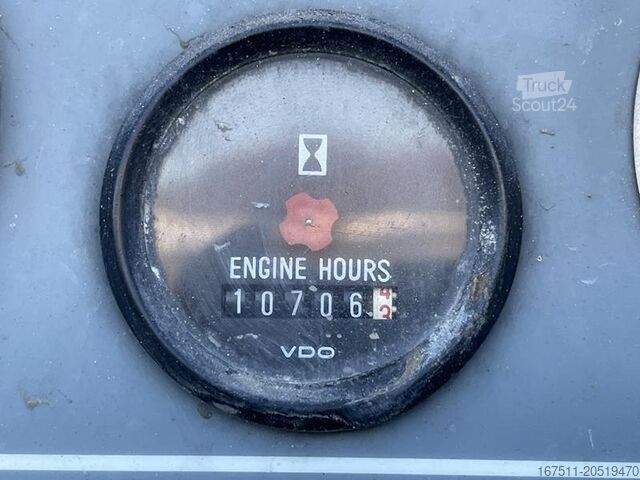 Truck
Scout24
ENGINE HOURS
10706
VDO
167511-20519470